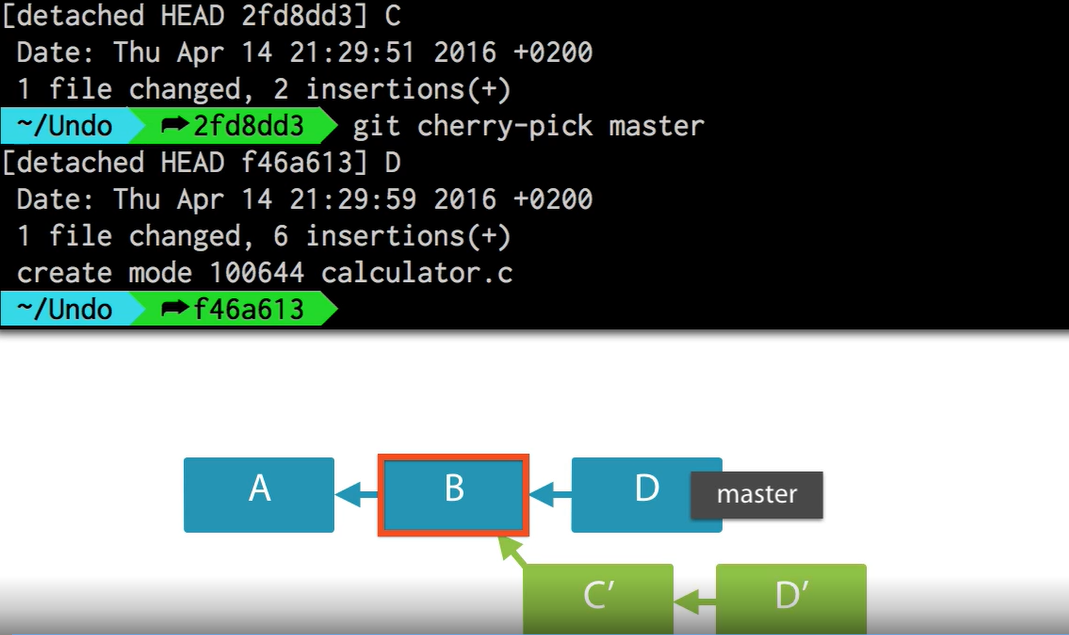 [detached HEAD 2fd8dd3] C
Date: Thu Apr 14 21:29:51 2016 +0200
1 file changed, 2 insertions(+)
~/Undo ➦2fd8dd3 git cherry-pick master
[detached HEAD f46a613] D
Date: Thu Apr 14 21:29:59 2016 +0200
1 file changed, 6 insertions(+)
create mode 100644 calculator.c
~/Undo ➦f46a613
A B D master
C′ D′